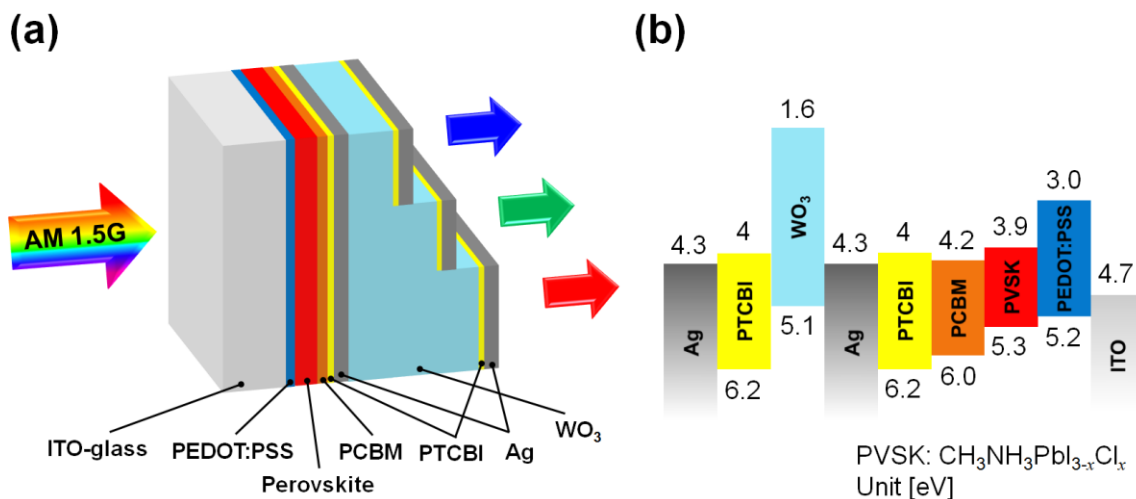 (a)
AM 1.5G
ITO-glass
PEDOT:PSS
Perovskite
PCBM
PTCBI
Ag
WO₃
(b)
4.3
Ag
4
PTCBI
6.2
1.6
WO₃
5.1
4.3
Ag
4
PTCBI
6.2
4.2
PCBM
6.0
3.9
PVSK
5.3
3.0
PEDOT:PSS
5.2
4.7
ITO
PVSK: CH₃NH₃PbI₃₋ₓClₓ
Unit [eV]